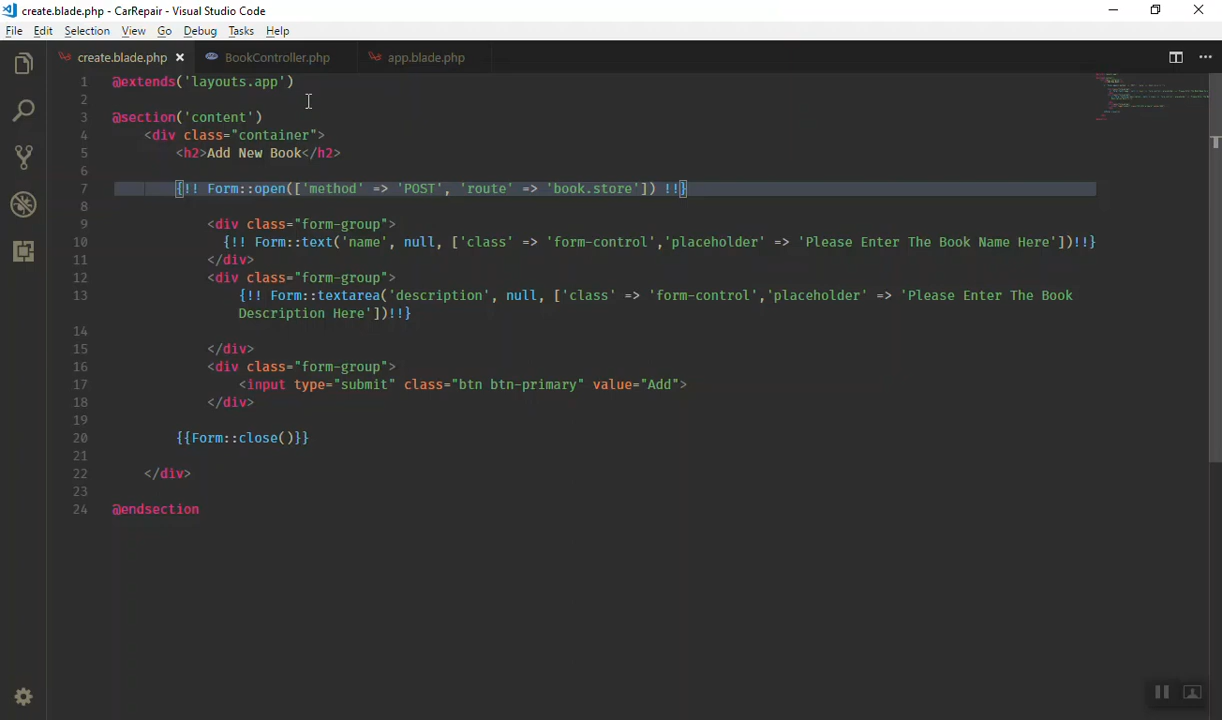 create.blade.php - CarRepair - Visual Studio Code
File Edit Selection View Go Debug Tasks Help
create.blade.php BookController.php app.blade.php
1 @extends('layouts.app')
2
3 @section('content')
4 <div class="container">
5 <h2>Add New Book</h2>
6
7 {!! Form::open(['method' => 'POST', 'route' => 'book.store']) !!}
8
9 <div class="form-group">
10 {!! Form::text('name', null, ['class' => 'form-control','placeholder' => 'Please Enter The Book Name Here'])!!}
11 </div>
12 <div class="form-group">
13 {!! Form::textarea('description', null, ['class' => 'form-control','placeholder' => 'Please Enter The Book
Description Here'])!!}
14
15 </div>
16 <div class="form-group">
17 <input type="submit" class="btn btn-primary" value="Add">
18 </div>
19
20 {{Form::close()}}
21
22 </div>
23
24 @endsection